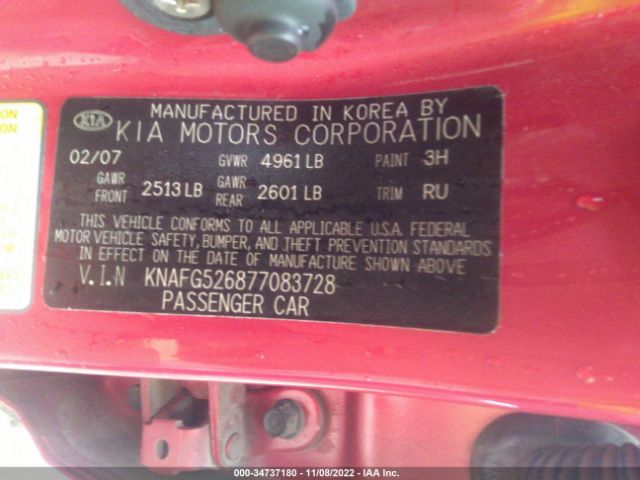 MANUFACTURED IN KOREA BY
KIA KIA MOTORS CORPORATION
02/07 GVWR 4961 LB PAINT 3H
GAWR FRONT 2513 LB GAWR REAR 2601 LB TRIM RU
THIS VEHICLE CONFORMS TO ALL APPLICABLE U.S.A. FEDERAL
MOTOR VEHICLE SAFETY, BUMPER, AND THEFT PREVENTION STANDARDS
IN EFFECT ON THE DATE OF MANUFACTURE SHOWN ABOVE
V.I.N KNAFG526877083728
PASSENGER CAR
000-34737180 - 11/08/2022 - IAA Inc.